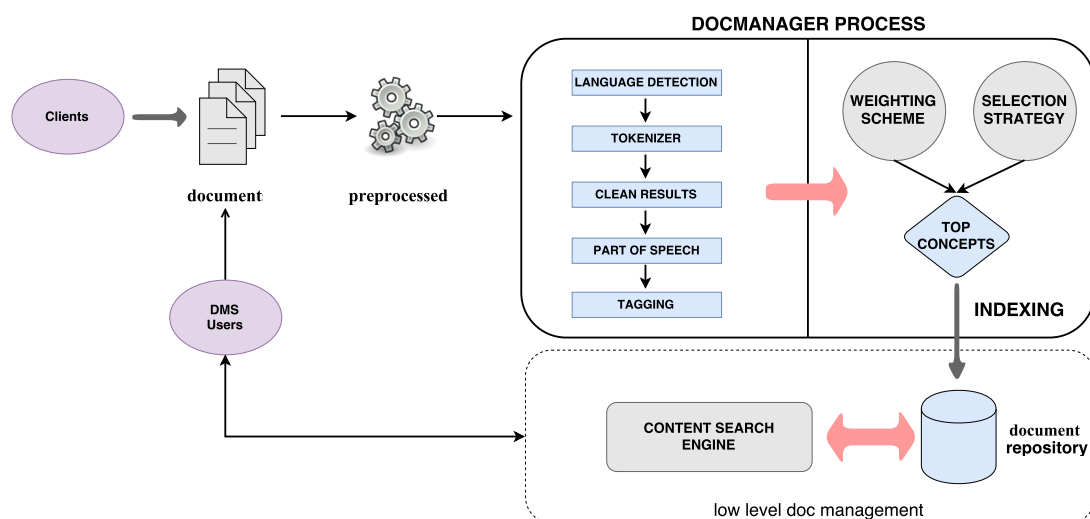 DOCMANAGER PROCESS
Clients
document
preprocessed
LANGUAGE DETECTION
TOKENIZER
CLEAN RESULTS
PART OF SPEECH
TAGGING
WEIGHTING
SCHEME
SELECTION
STRATEGY
TOP
CONCEPTS
INDEXING
DMS
Users
CONTENT SEARCH
ENGINE
document
repository
low level doc management